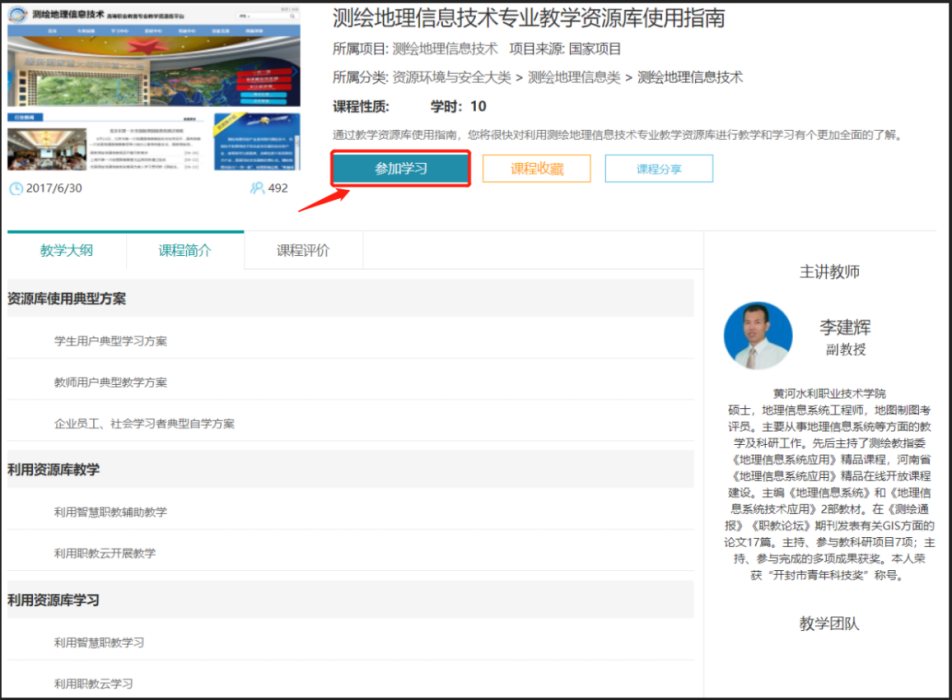 测绘地理信息技术
测绘地理信息技术专业教学资源库使用指南
所属项目: 测绘地理信息技术 项目来源: 国家项目
所属分类: 资源环境与安全大类 > 测绘地理信息类 > 测绘地理信息技术
课程性质: 学时: 10
通过教学资源库使用指南，您将很快对利用测绘地理信息技术专业教学资源库进行教学和学习有个更加全面的了解。
参加学习 课程收藏 课程分享
2017/6/30 492
教学大纲 课程简介 课程评价
资源库使用典型方案
学生用户典型学习方案
教师用户典型教学方案
企业员工、社会学习者典型自学方案
利用资源库教学
利用智慧职教辅助教学
利用职教云开展教学
利用资源库学习
利用智慧职教学习
利用职教云学习
主讲教师
李建辉
副教授
黄河水利职业技术学院
硕士，地理信息系统工程师，地图制图考
评员。主要从事地理信息系统等方面的教
学及科研工作。先后主持了测绘教指委
《地理信息系统应用》精品课程，河南省
《地理信息系统应用》精品在线开放课程
建设。主编《地理信息系统》和《地理信
息系统技术应用》2部教材。在《测绘通
报》《职教论坛》期刊发表有关GIS方面的
论文17篇。主持、参与教科研项目7项；主
持、参与完成的多项成果获奖。本人荣
获“开封市青年科技奖”称号。
教学团队